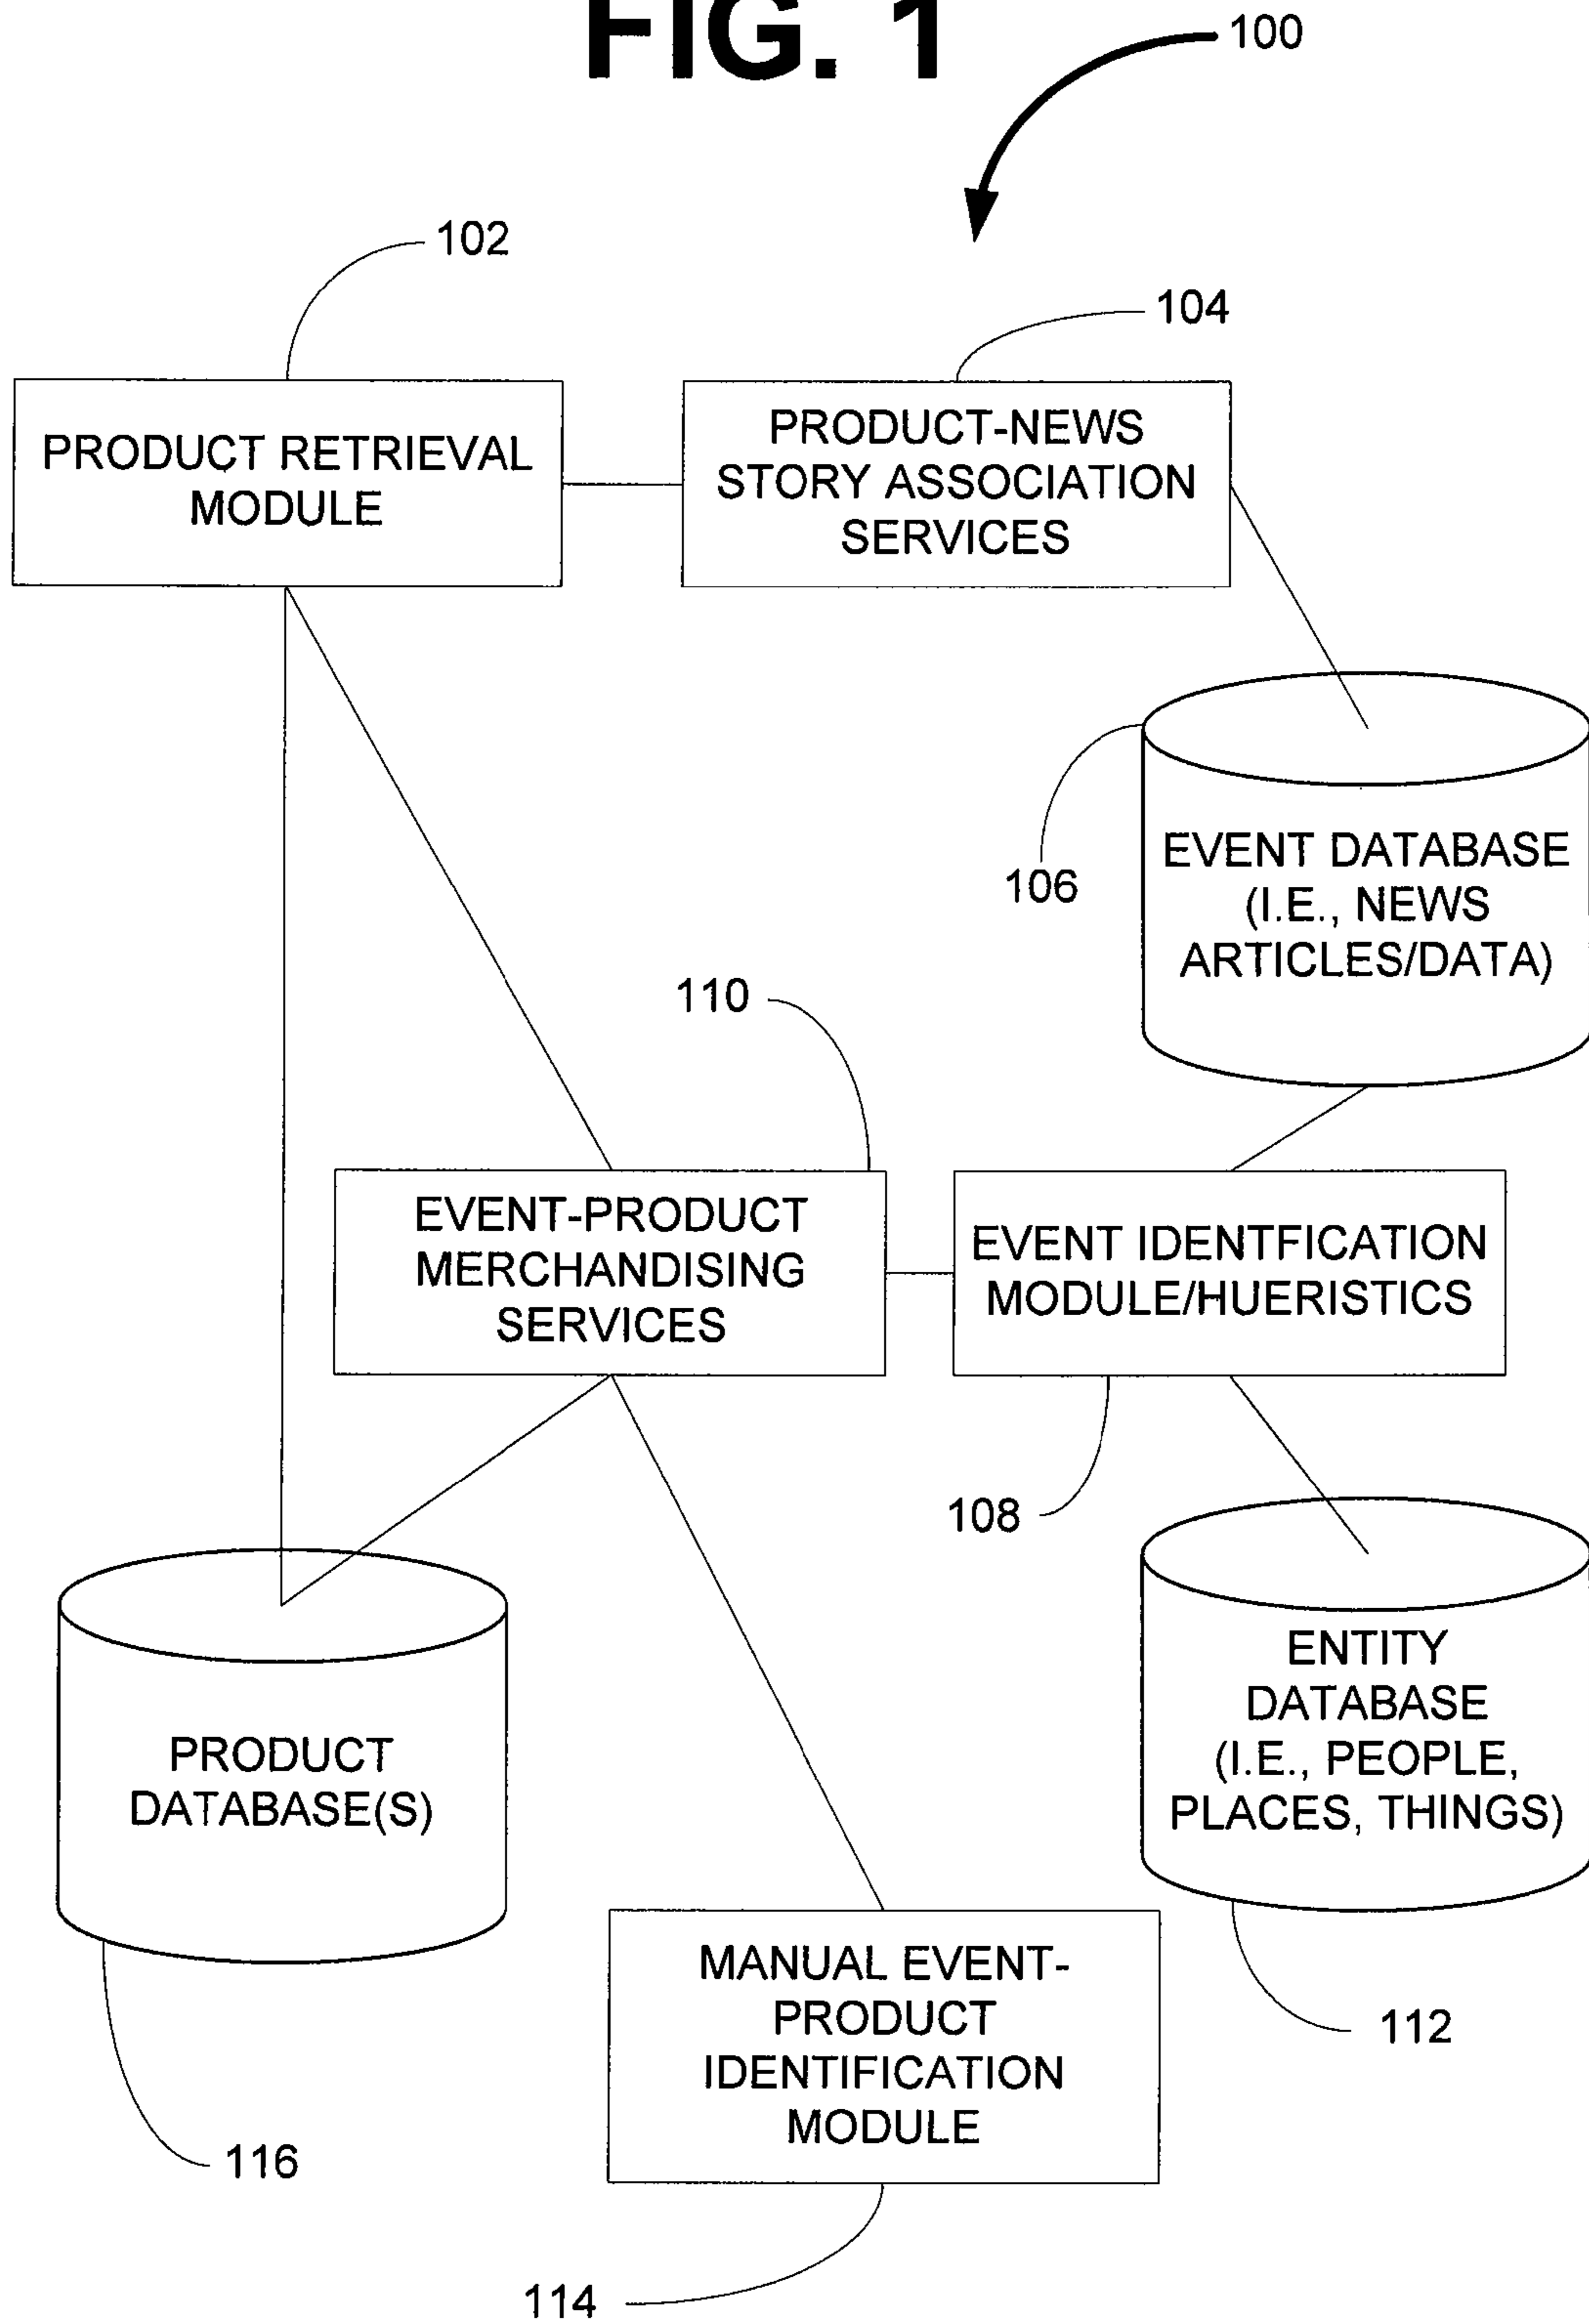 FIG. 1
100
102
104
PRODUCT RETRIEVAL
MODULE
PRODUCT-NEWS
STORY ASSOCIATION
SERVICES
106
EVENT DATABASE
(I.E., NEWS
ARTICLES/DATA)
110
EVENT-PRODUCT
MERCHANDISING
SERVICES
EVENT IDENTFICATION
MODULE/HUERISTICS
108
PRODUCT
DATABASE(S)
ENTITY
DATABASE
(I.E., PEOPLE,
PLACES, THINGS)
MANUAL EVENT-
PRODUCT
IDENTIFICATION
MODULE
112
116
114